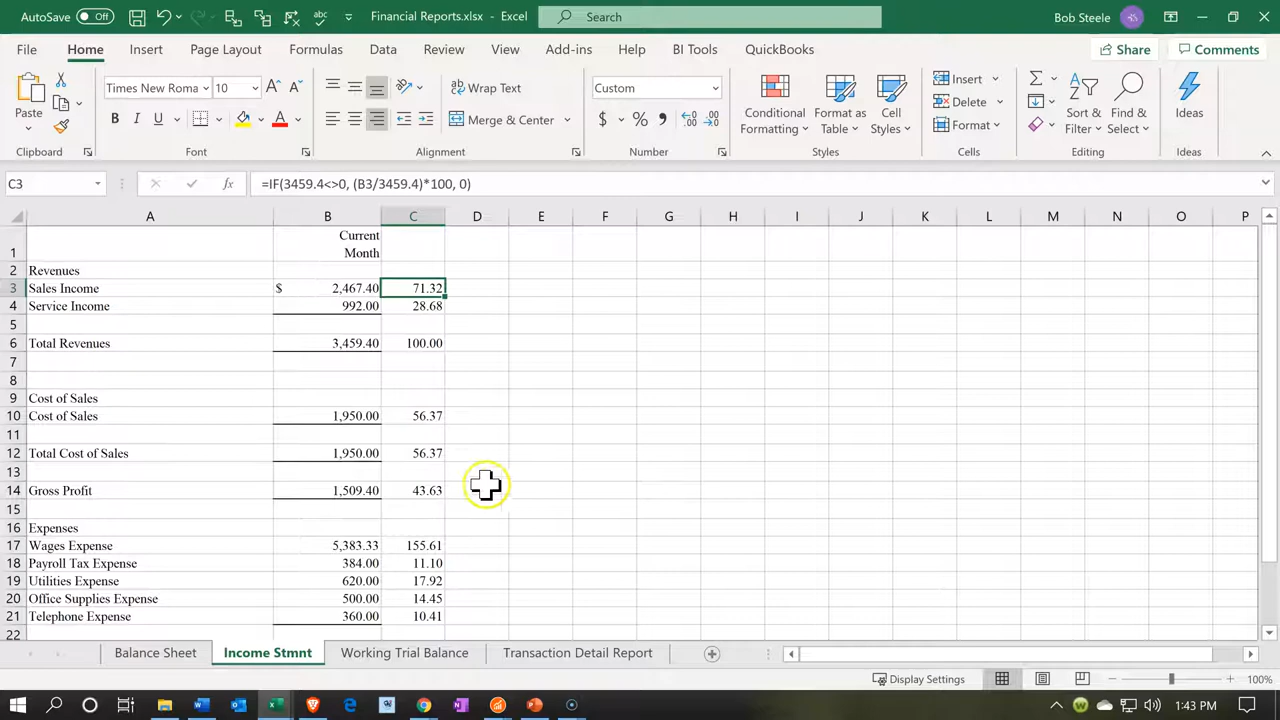 AutoSave Off Financial Reports.xlsx - Excel Search Bob Steele
File Home Insert Page Layout Formulas Data Review View Add-ins Help BI Tools QuickBooks Share Comments
Paste
Times New Roma 10
Wrap Text
Custom
Conditional Formatting
Format as Table
Cell Styles
Insert
Delete
Format
Sort & Filter
Find & Select
Ideas
B I U
Merge & Center
$ % ,
Clipboard Font Alignment Number Styles Cells Editing Ideas
C3 fx =IF(3459.4<>0, (B3/3459.4)*100, 0)
A B C D E F G H I J K L M N O P
Current
1 Month
2 Revenues
3 Sales Income $ 2,467.40 71.32
4 Service Income 992.00 28.68
5
6 Total Revenues 3,459.40 100.00
7
8
9 Cost of Sales
10 Cost of Sales 1,950.00 56.37
11
12 Total Cost of Sales 1,950.00 56.37
13
14 Gross Profit 1,509.40 43.63
15
16 Expenses
17 Wages Expense 5,383.33 155.61
18 Payroll Tax Expense 384.00 11.10
19 Utilities Expense 620.00 17.92
20 Office Supplies Expense 500.00 14.45
21 Telephone Expense 360.00 10.41
22
Balance Sheet Income Stmnt Working Trial Balance Transaction Detail Report
Display Settings 100%
1:43 PM